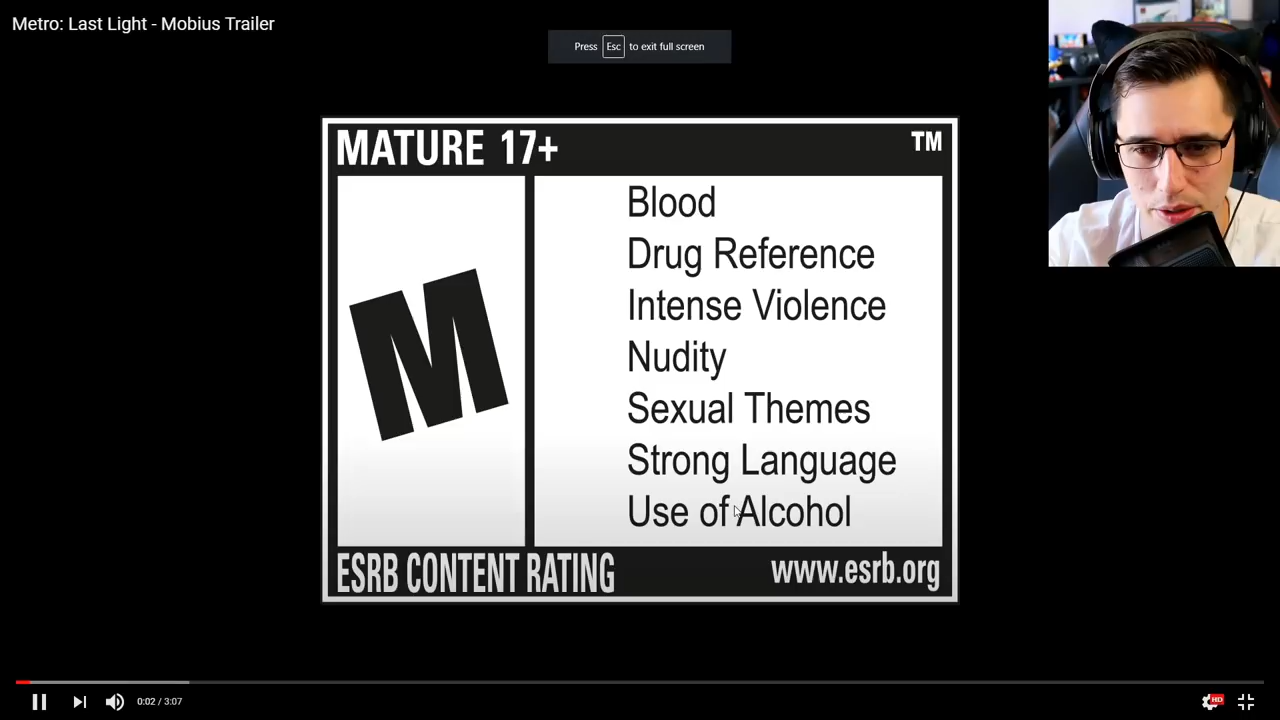 Metro: Last Light - Mobius Trailer
Press Esc to exit full screen
MATURE 17+ TM
M
Blood
Drug Reference
Intense Violence
Nudity
Sexual Themes
Strong Language
Use of Alcohol
ESRB CONTENT RATING www.esrb.org
0:02 / 3:07
HD